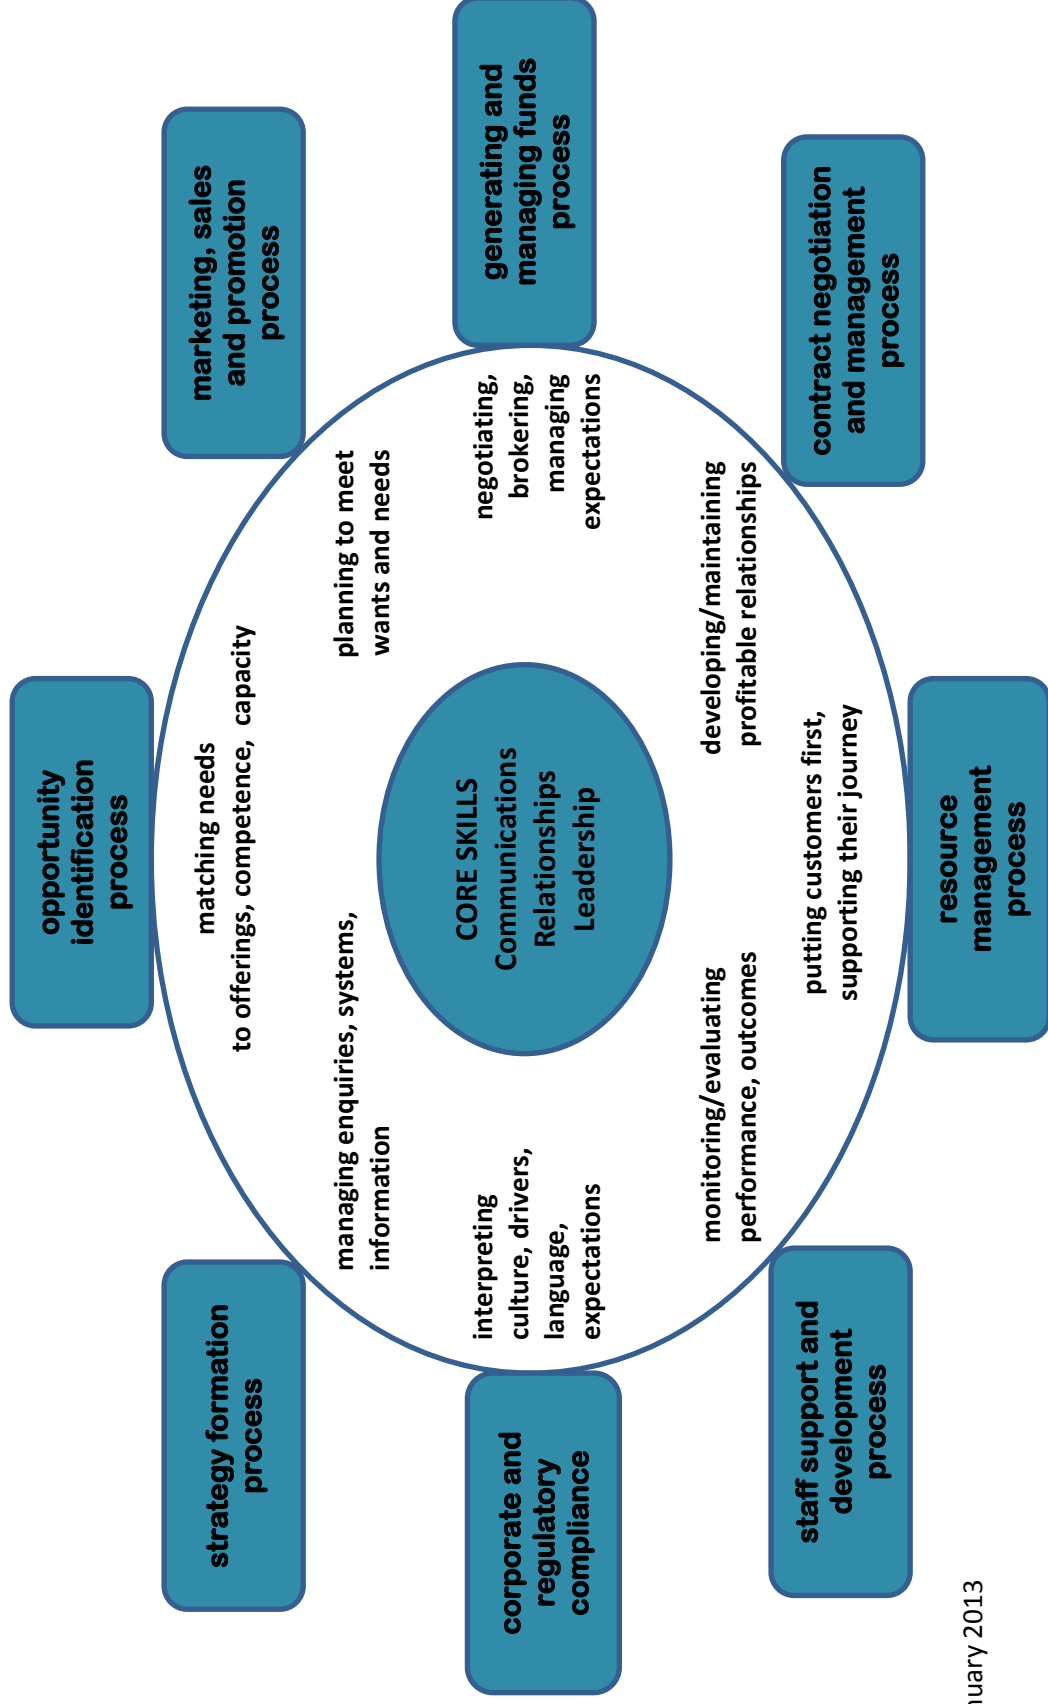 opportunity
identification
process
strategy formation
process
marketing, sales
and promotion
process
matching needs
to offerings, competence, capacity
managing enquiries, systems,
information
planning to meet
wants and needs
corporate and
regulatory
compliance
interpreting
culture, drivers,
language,
expectations
CORE SKILLS
Communications
Relationships
Leadership
negotiating,
brokering,
managing
expectations
generating and
managing funds
process
monitoring/evaluating
performance, outcomes
developing/maintaining
profitable relationships
putting customers first,
supporting their journey
staff support and
development
process
contract negotiation
and management
process
resource
management
process
2013